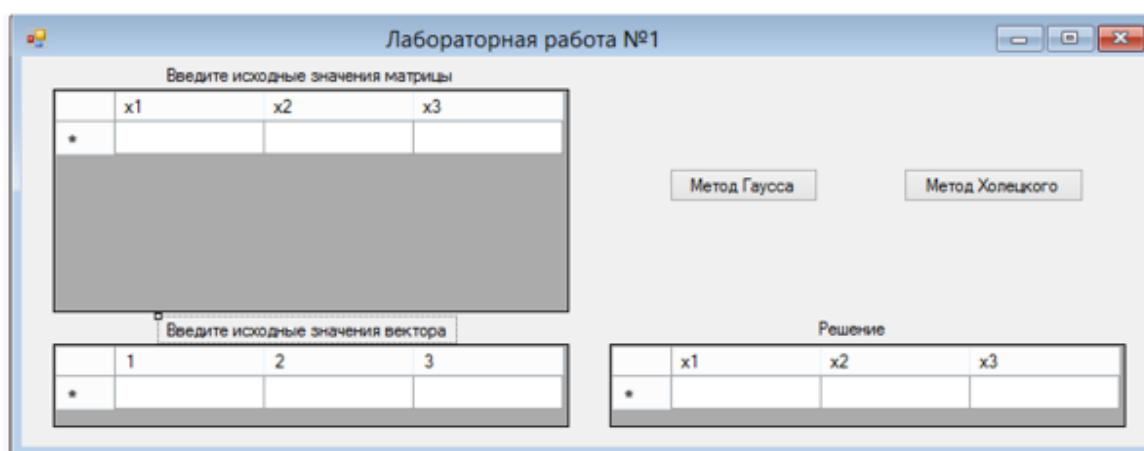 Лабораторная работа №1
Введите исходные значения матрицы
x1 x2 x3
*
Метод Гаусса Метод Холецкого
Введите исходные значения вектора
1 2 3
*
Решение
x1 x2 x3
*